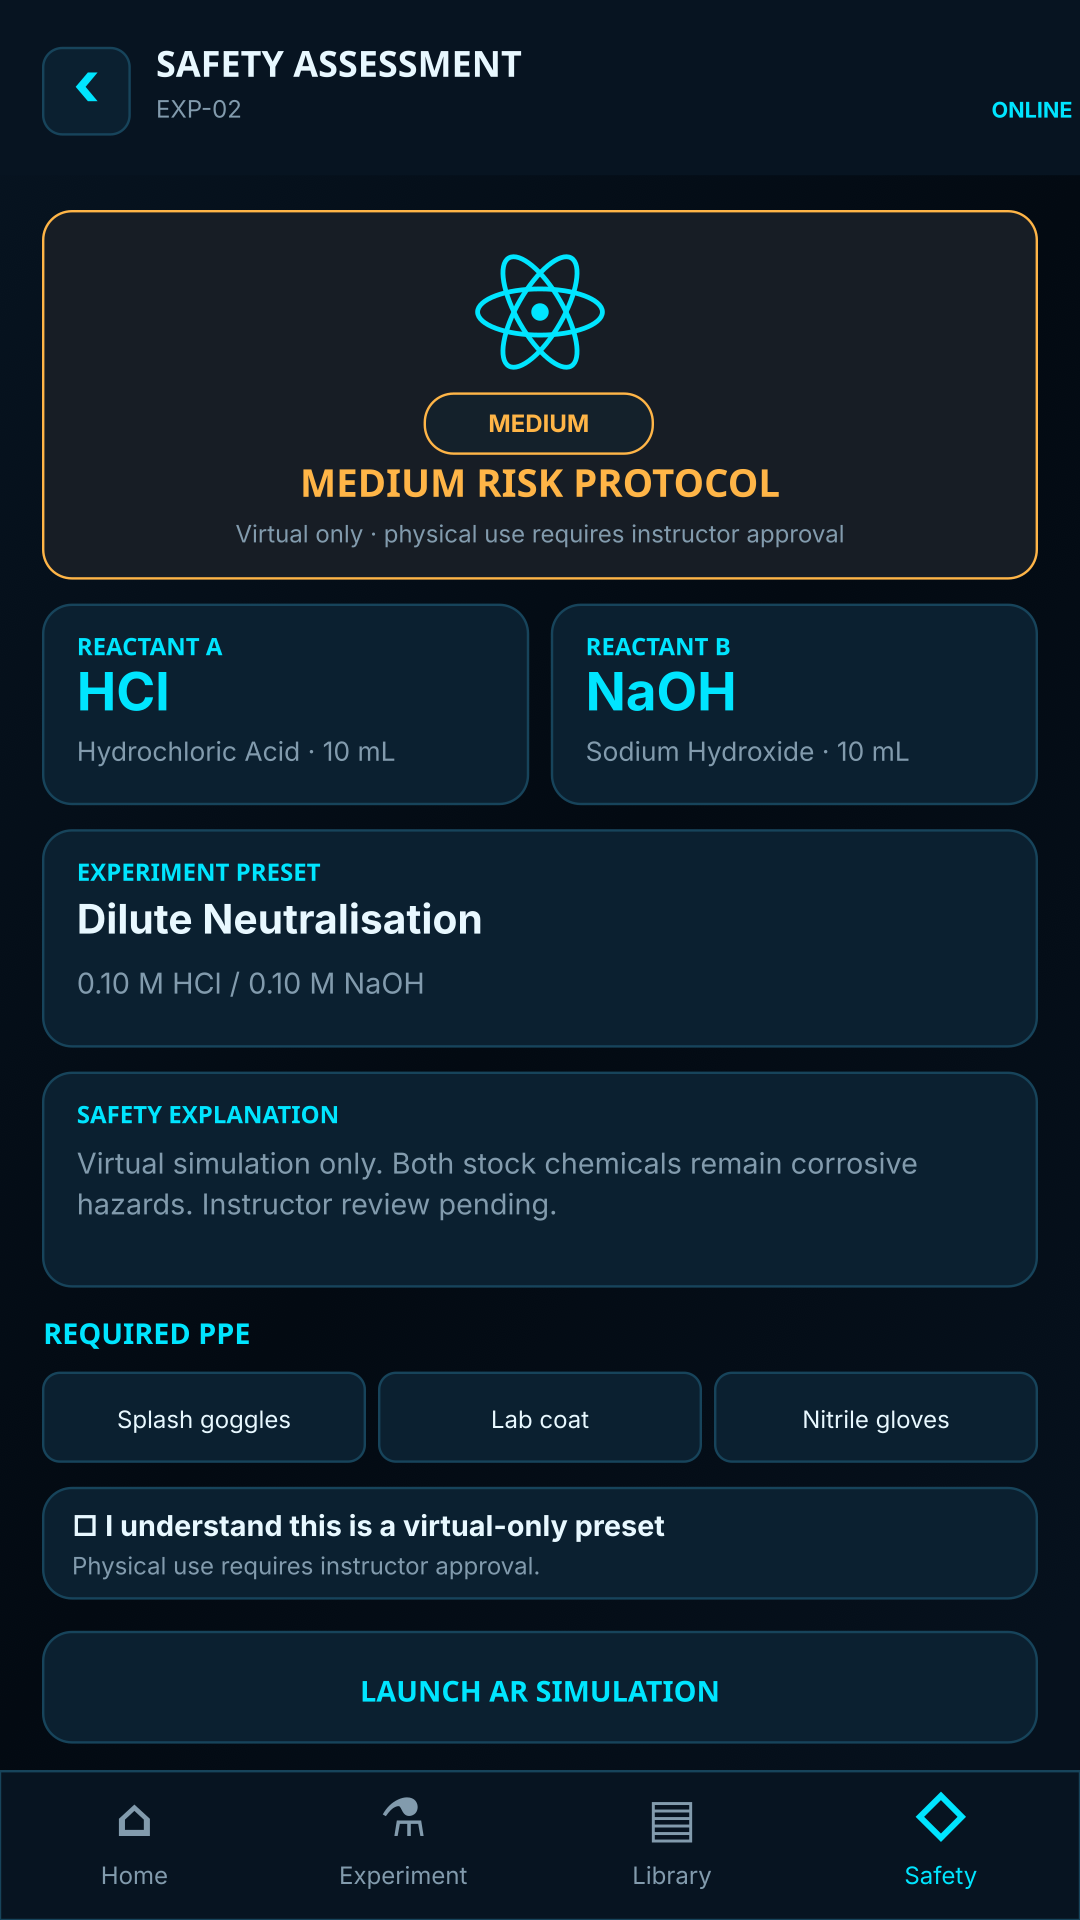 SAFETY ASSESSMENT
EXP-02
ONLINE
MEDIUM
MEDIUM RISK PROTOCOL
Virtual only · physical use requires instructor approval
REACTANT A
HCl
Hydrochloric Acid · 10 mL
REACTANT B
NaOH
Sodium Hydroxide · 10 mL
EXPERIMENT PRESET
Dilute Neutralisation
0.10 M HCl / 0.10 M NaOH
SAFETY EXPLANATION
Virtual simulation only. Both stock chemicals remain corrosive
hazards. Instructor review pending.
REQUIRED PPE
Splash goggles
Lab coat
Nitrile gloves
☐ I understand this is a virtual-only preset
Physical use requires instructor approval.
LAUNCH AR SIMULATION
Home
Experiment
Library
Safety